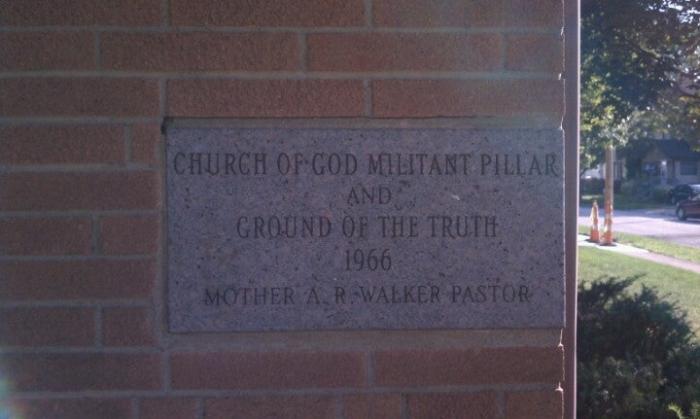 CHURCH OF GOD MILITANT PILLAR
AND
GROUND OF THE TRUTH
1966
MOTHER A. R. WALKER PASTOR